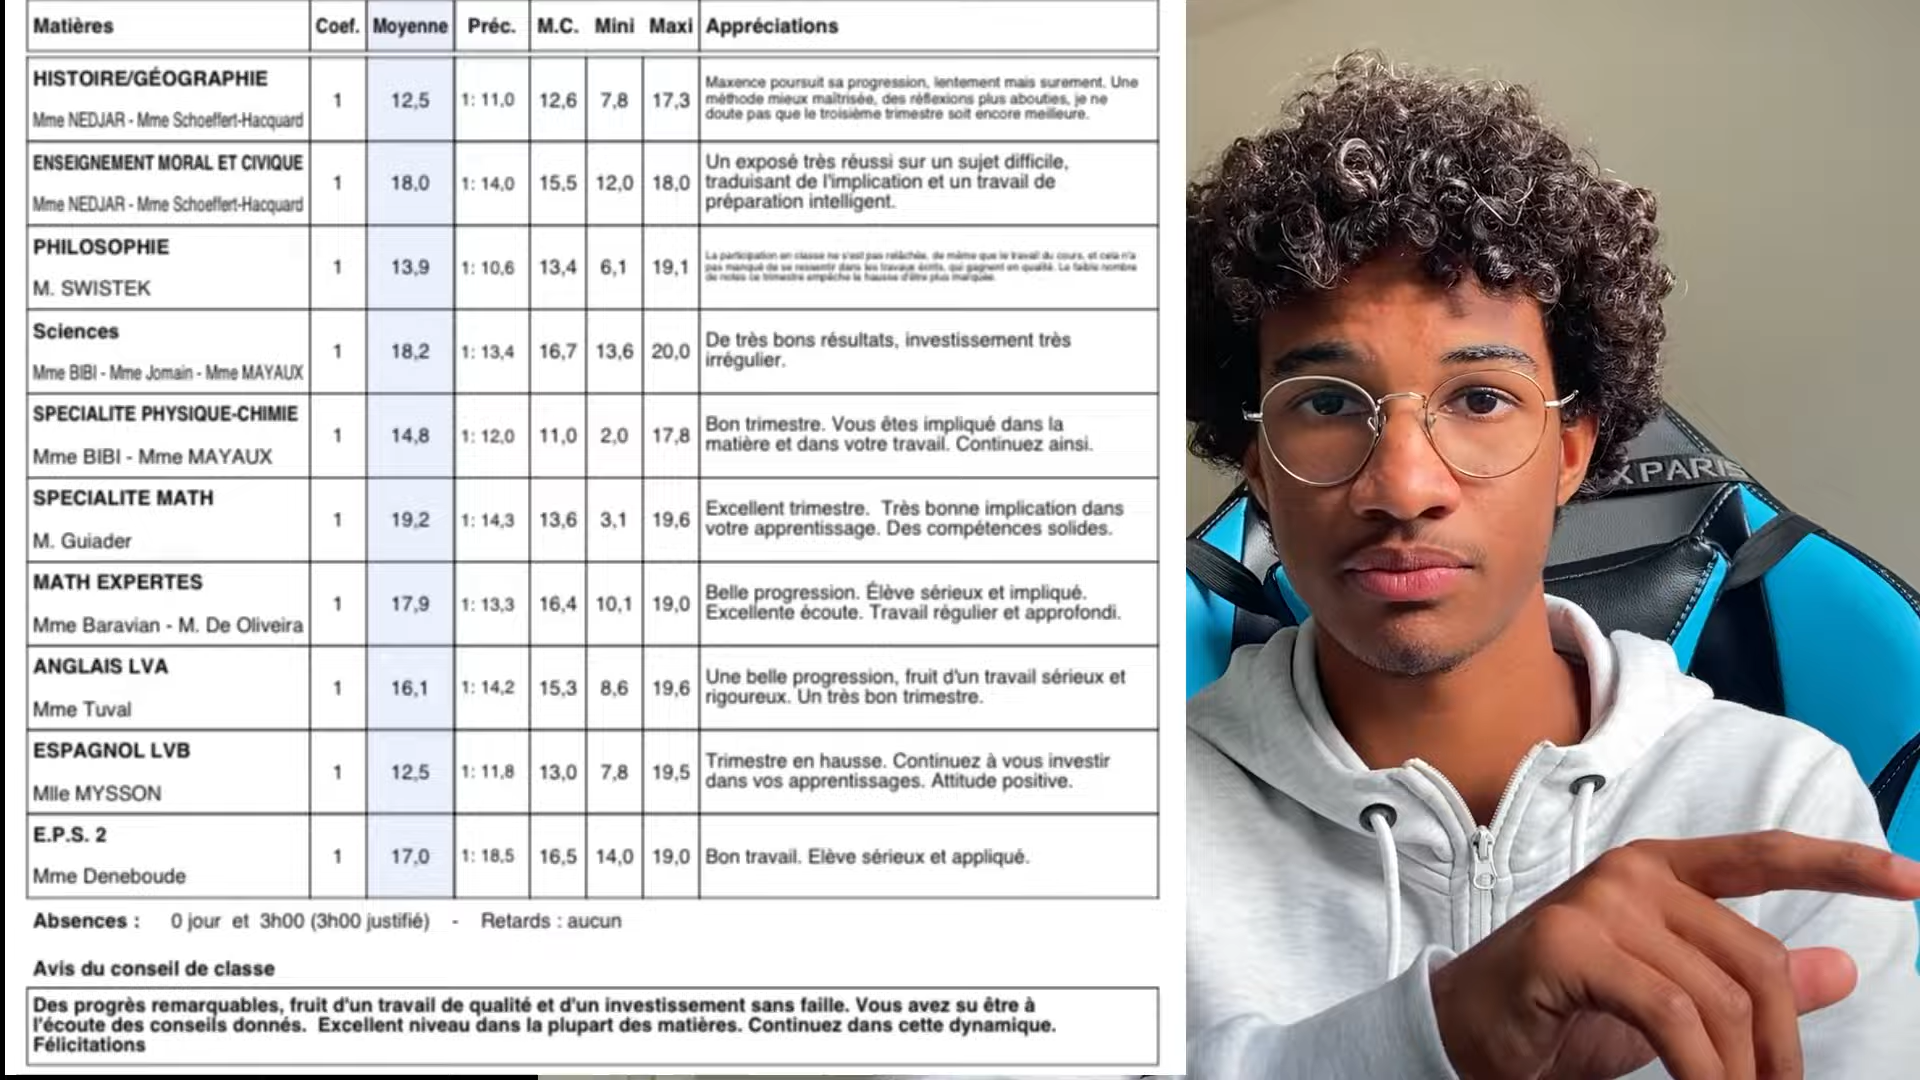 Matières Coef. Moyenne Préc. M.C. Mini Maxi Appréciations
HISTOIRE/GÉOGRAPHIE
Mme NEDJAR - Mme Schoeffert-Hacquard
1 12,5 1: 11,0 12,6 7,8 17,3
Maxence poursuit sa progression, lentement mais surement. Une
méthode mieux maîtrisée, des réflexions plus abouties, je ne
doute pas que le troisième trimestre soit encore meilleure.
ENSEIGNEMENT MORAL ET CIVIQUE
Mme NEDJAR - Mme Schoeffert-Hacquard
1 18,0 1: 14,0 15,5 12,0 18,0
Un exposé très réussi sur un sujet difficile,
traduisant de l'implication et un travail de
préparation intelligent.
PHILOSOPHIE
M. SWISTEK
1 13,9 1: 10,6 13,4 6,1 19,1
La participation en classe ne s'est pas relâchée, de même que le travail du cours, et cela n'a
pas manqué de se ressentir dans les travaux écrits, qui gagnent en qualité. Le faible nombre
de notes ce trimestre empêche la hausse d'être plus marquée.
Sciences
Mme BIBI - Mme Jomain - Mme MAYAUX
1 18,2 1: 13,4 16,7 13,6 20,0
De très bons résultats, investissement très
irrégulier.
SPECIALITE PHYSIQUE-CHIMIE
Mme BIBI - Mme MAYAUX
1 14,8 1: 12,0 11,0 2,0 17,8
Bon trimestre. Vous êtes impliqué dans la
matière et dans votre travail. Continuez ainsi.
SPECIALITE MATH
M. Guiader
1 19,2 1: 14,3 13,6 3,1 19,6
Excellent trimestre. Très bonne implication dans
votre apprentissage. Des compétences solides.
MATH EXPERTES
Mme Baravian - M. De Oliveira
1 17,9 1: 13,3 16,4 10,1 19,0
Belle progression. Élève sérieux et impliqué.
Excellente écoute. Travail régulier et approfondi.
ANGLAIS LVA
Mme Tuval
1 16,1 1: 14,2 15,3 8,6 19,6
Une belle progression, fruit d'un travail sérieux et
rigoureux. Un très bon trimestre.
ESPAGNOL LVB
Mlle MYSSON
1 12,5 1: 11,8 13,0 7,8 19,5
Trimestre en hausse. Continuez à vous investir
dans vos apprentissages. Attitude positive.
E.P.S. 2
Mme Deneboude
1 17,0 1: 18,5 16,5 14,0 19,0
Bon travail. Elève sérieux et appliqué.
Absences : 0 jour et 3h00 (3h00 justifié) - Retards : aucun
Avis du conseil de classe
Des progrès remarquables, fruit d'un travail de qualité et d'un investissement sans faille. Vous avez su être à
l'écoute des conseils donnés. Excellent niveau dans la plupart des matières. Continuez dans cette dynamique.
Félicitations
X PARIS